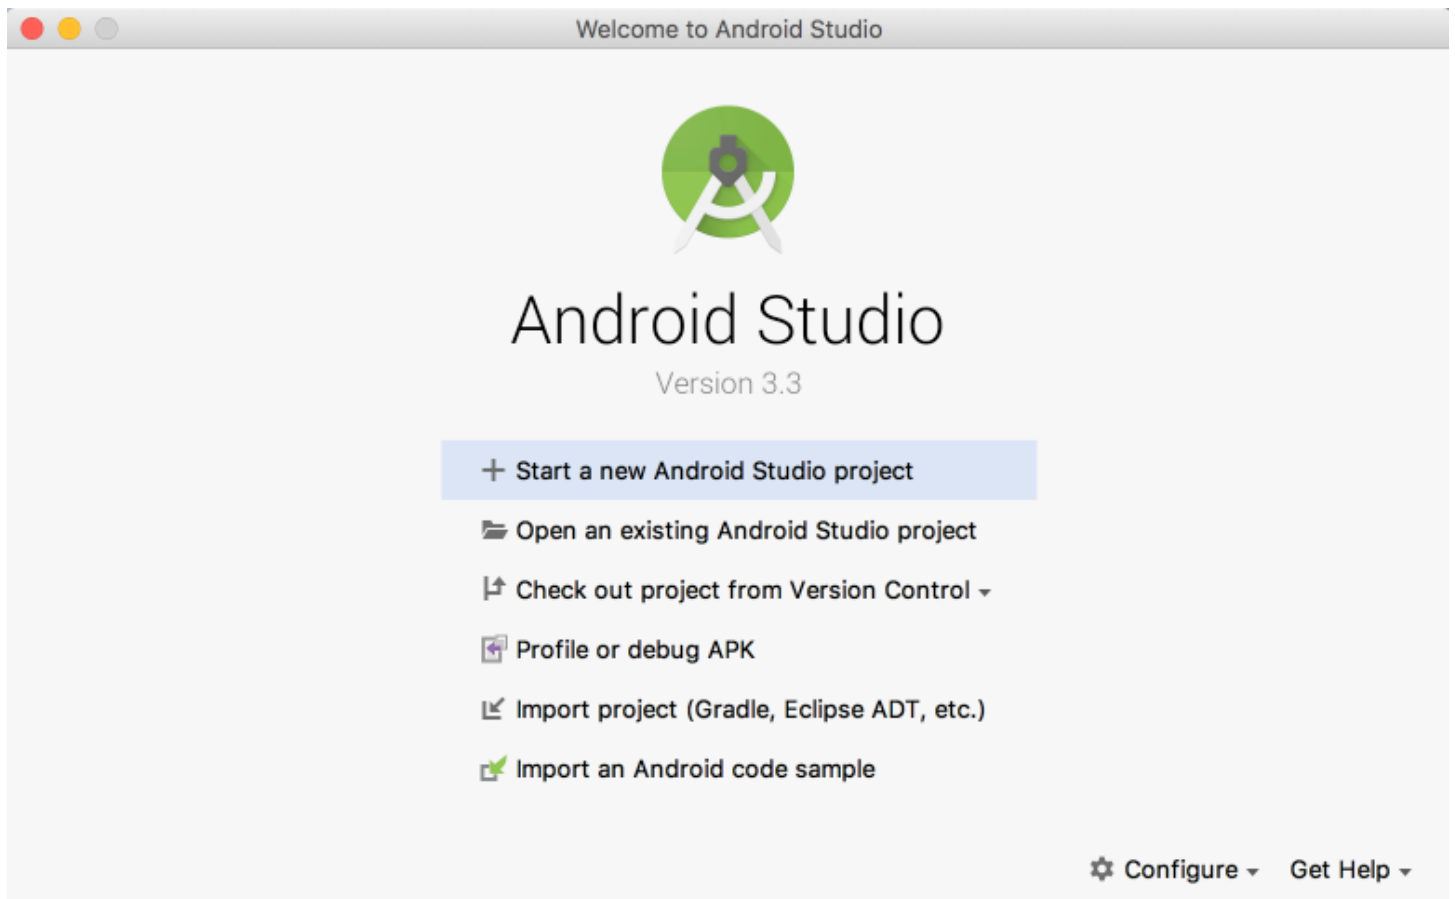 Welcome to Android Studio
Android Studio
Version 3.3
Start a new Android Studio project
Open an existing Android Studio project
Check out project from Version Control
Profile or debug APK
Import project (Gradle, Eclipse ADT, etc.)
Import an Android code sample
Configure Get Help